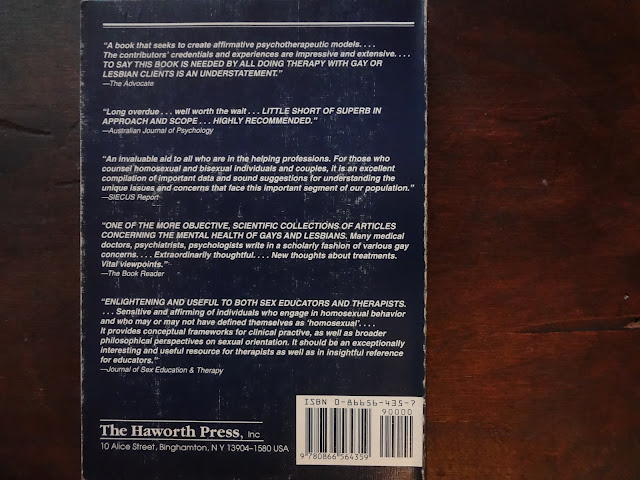 “A book that seeks to create affirmative psychotherapeutic models. . . .
The contributors’ credentials and experiences are impressive and extensive. . . .
TO SAY THIS BOOK IS NEEDED BY ALL DOING THERAPY WITH GAY OR
LESBIAN CLIENTS IS AN UNDERSTATEMENT.”
—The Advocate
“Long overdue . . . well worth the wait . . . LITTLE SHORT OF SUPERB IN
APPROACH AND SCOPE . . . HIGHLY RECOMMENDED.”
—Australian Journal of Psychology
“An invaluable aid to all who are in the helping professions. For those who
counsel homosexual and bisexual individuals and couples, it is an excellent
compilation of important data and sound suggestions for understanding the
unique issues and concerns that face this important segment of our population.”
—SIECUS Report
“ONE OF THE MORE OBJECTIVE, SCIENTIFIC COLLECTIONS OF ARTICLES
CONCERNING THE MENTAL HEALTH OF GAYS AND LESBIANS. Many medical
doctors, psychiatrists, psychologists write in a scholarly fashion of various gay
concerns. . . . Extraordinarily thoughtful. . . . New thoughts about treatments.
Vital viewpoints.”
—The Book Reader
“ENLIGHTENING AND USEFUL TO BOTH SEX EDUCATORS AND THERAPISTS.
. . . Sensitive and affirming of individuals who engage in homosexual behavior
and who may or may not have defined themselves as ‘homosexual’. . . .
It provides conceptual frameworks for clinical practive, as well as broader
philosophical perspectives on sexual orientation. It should be an exceptionally
interesting and useful resource for therapists as well as in insightful reference
for educators.”
—Journal of Sex Education & Therapy
ISBN 0-86656-435-7
90000
9 780866 564359
The Haworth Press, Inc
10 Alice Street, Binghamton, N Y 13904–1580 USA